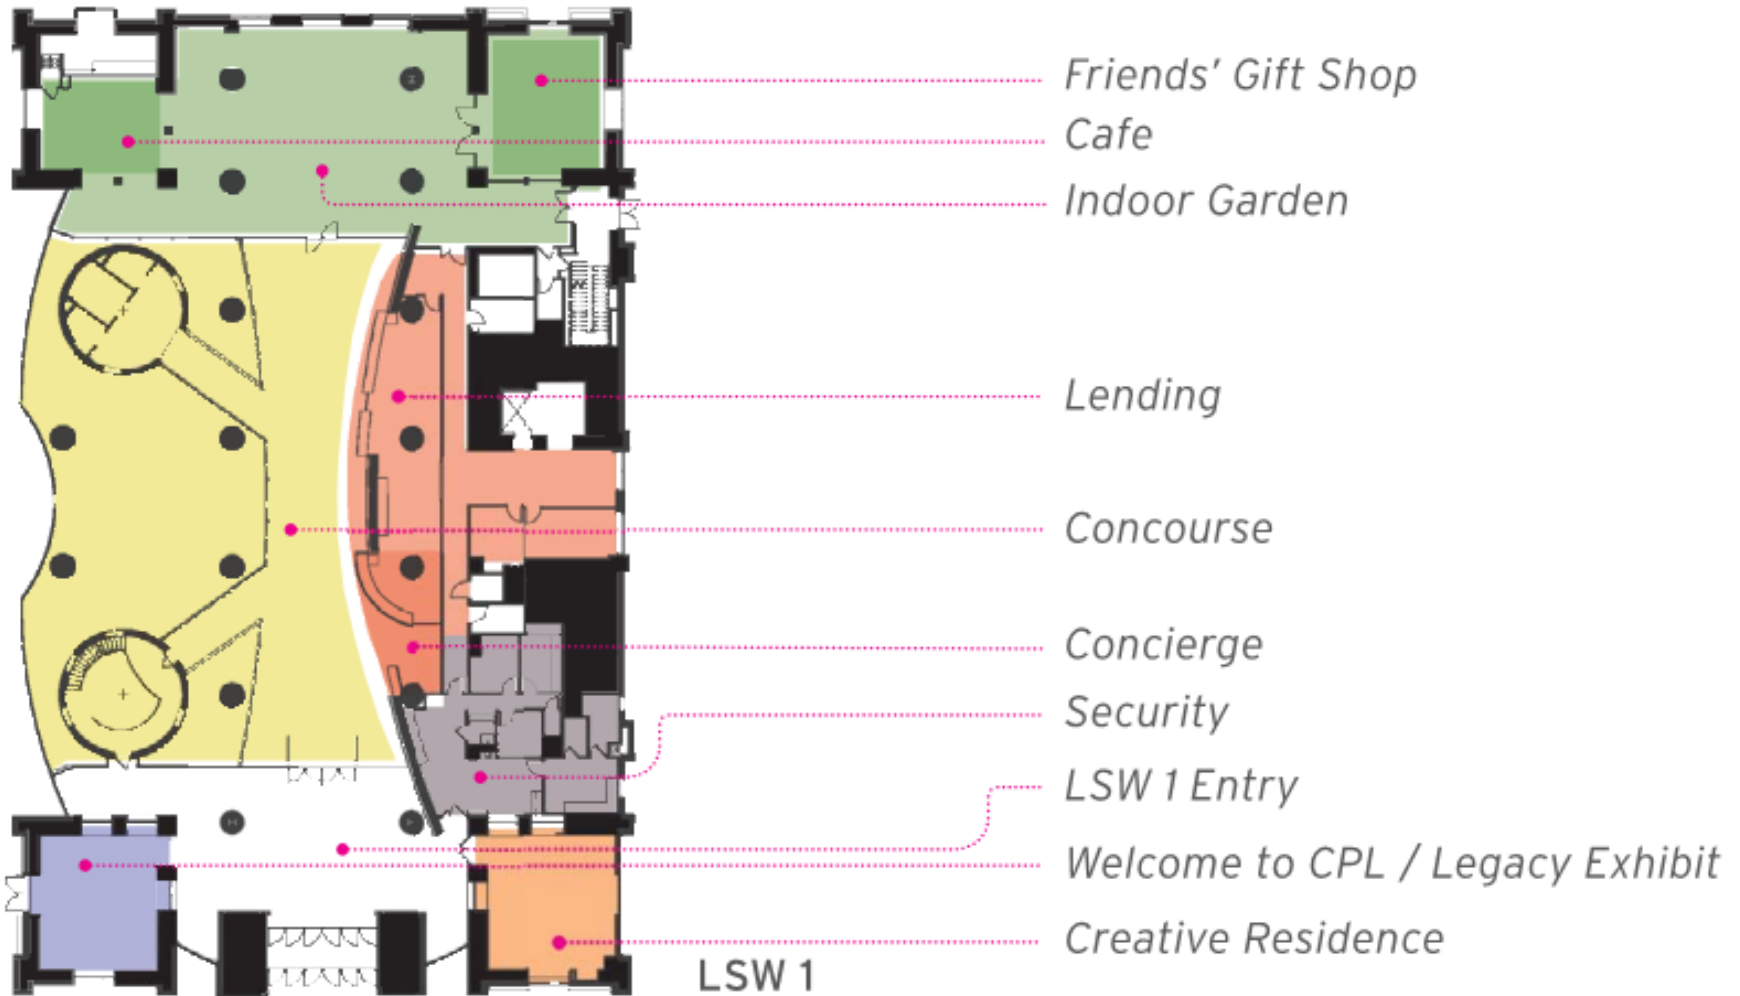 Friends' Gift Shop
Cafe
Indoor Garden
Lending
Concourse
Concierge
Security
LSW 1 Entry
Welcome to CPL / Legacy Exhibit
Creative Residence
LSW 1